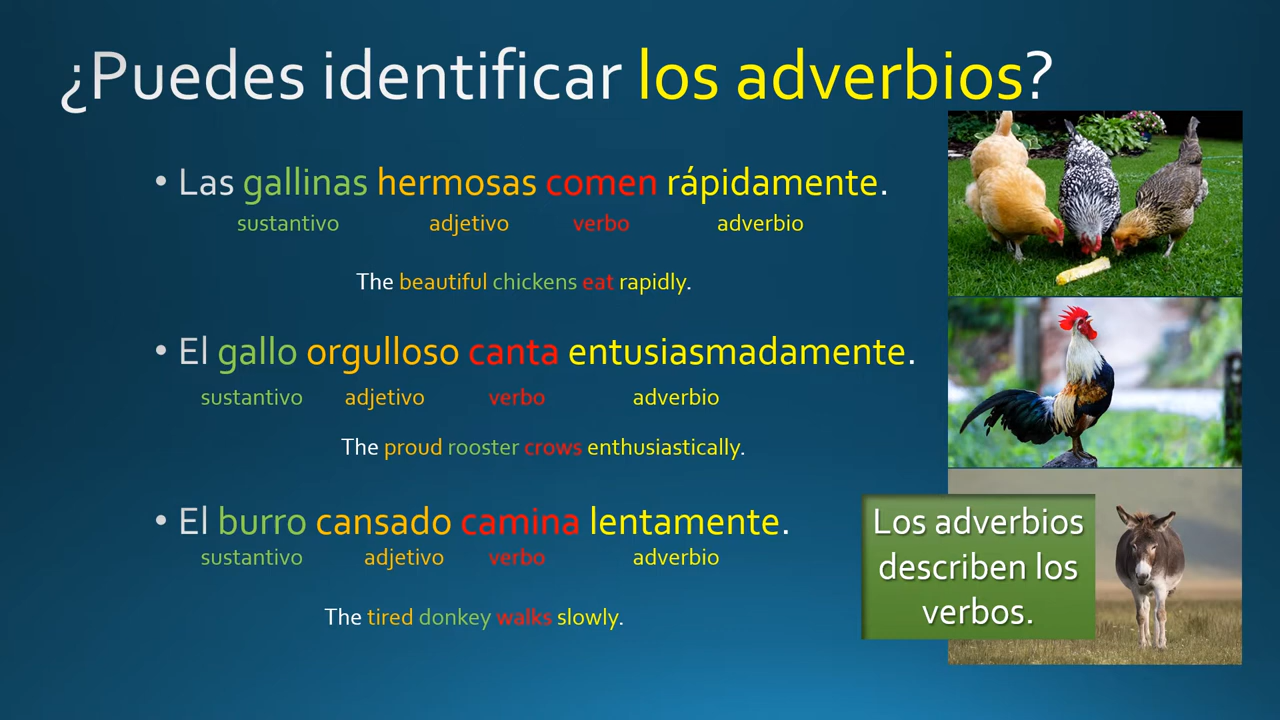 ¿Puedes identificar los adverbios?
• Las gallinas hermosas comen rápidamente.
sustantivo adjetivo verbo adverbio
The beautiful chickens eat rapidly.
• El gallo orgulloso canta entusiasmadamente.
sustantivo adjetivo verbo adverbio
The proud rooster crows enthusiastically.
• El burro cansado camina lentamente.
sustantivo adjetivo verbo adverbio
The tired donkey walks slowly.
Los adverbios
describen los
verbos.